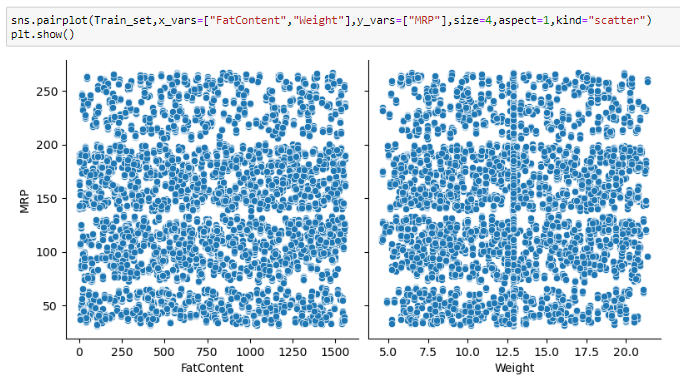 sns.pairplot(Train_set,x_vars=["FatContent","Weight"],y_vars=["MRP"],size=4,aspect=1,kind="scatter")
plt.show()
250
200
150
100
50
MRP
0 250 500 750 1000 1250 1500
FatContent
5.0 7.5 10.0 12.5 15.0 17.5 20.0
Weight